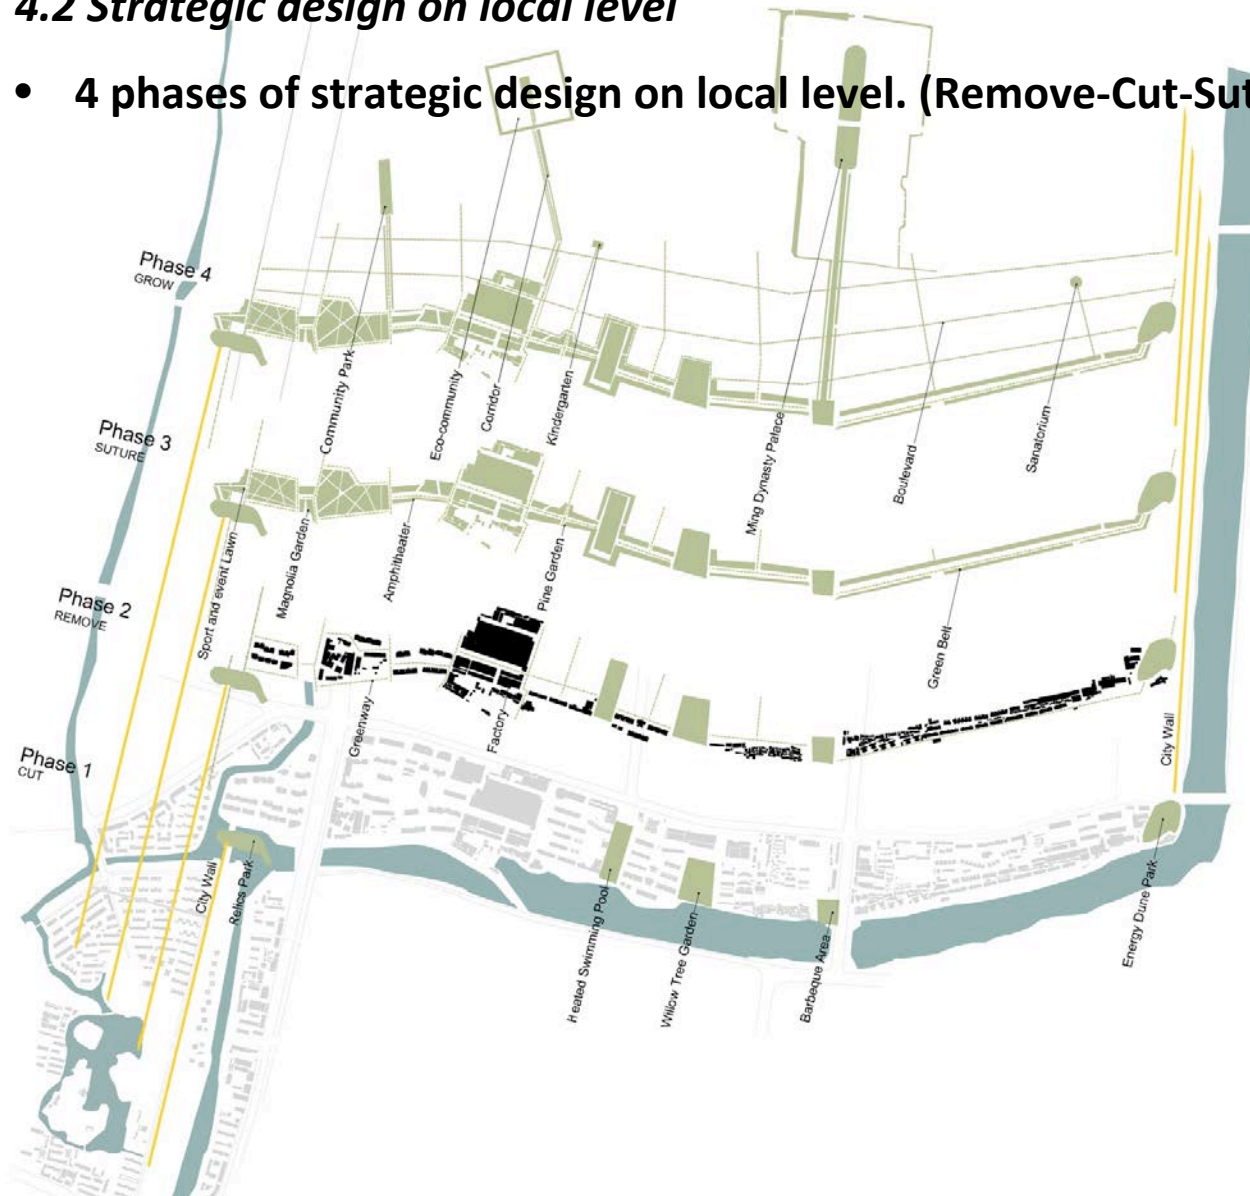 4.2 Strategic design on local level
• 4 phases of strategic design on local level. (Remove-Cut-Sut
Phase 4
GROW
Community Park
Eco-community
Corridor
Kindergarten
Ming Dynasty Palace
Boulevard
Sanatorium
Phase 3
SUTURE
Sport and event Lawn
Magnolia Garden
Amphitheater
Pine Garden
Green Belt
Phase 2
REMOVE
Greenway
Factory
City Wall
Phase 1
CUT
City Wall
Relics Park
Heated Swimming Pool
Willow Tree Garden
Barbeque Area
Energy Dune Park